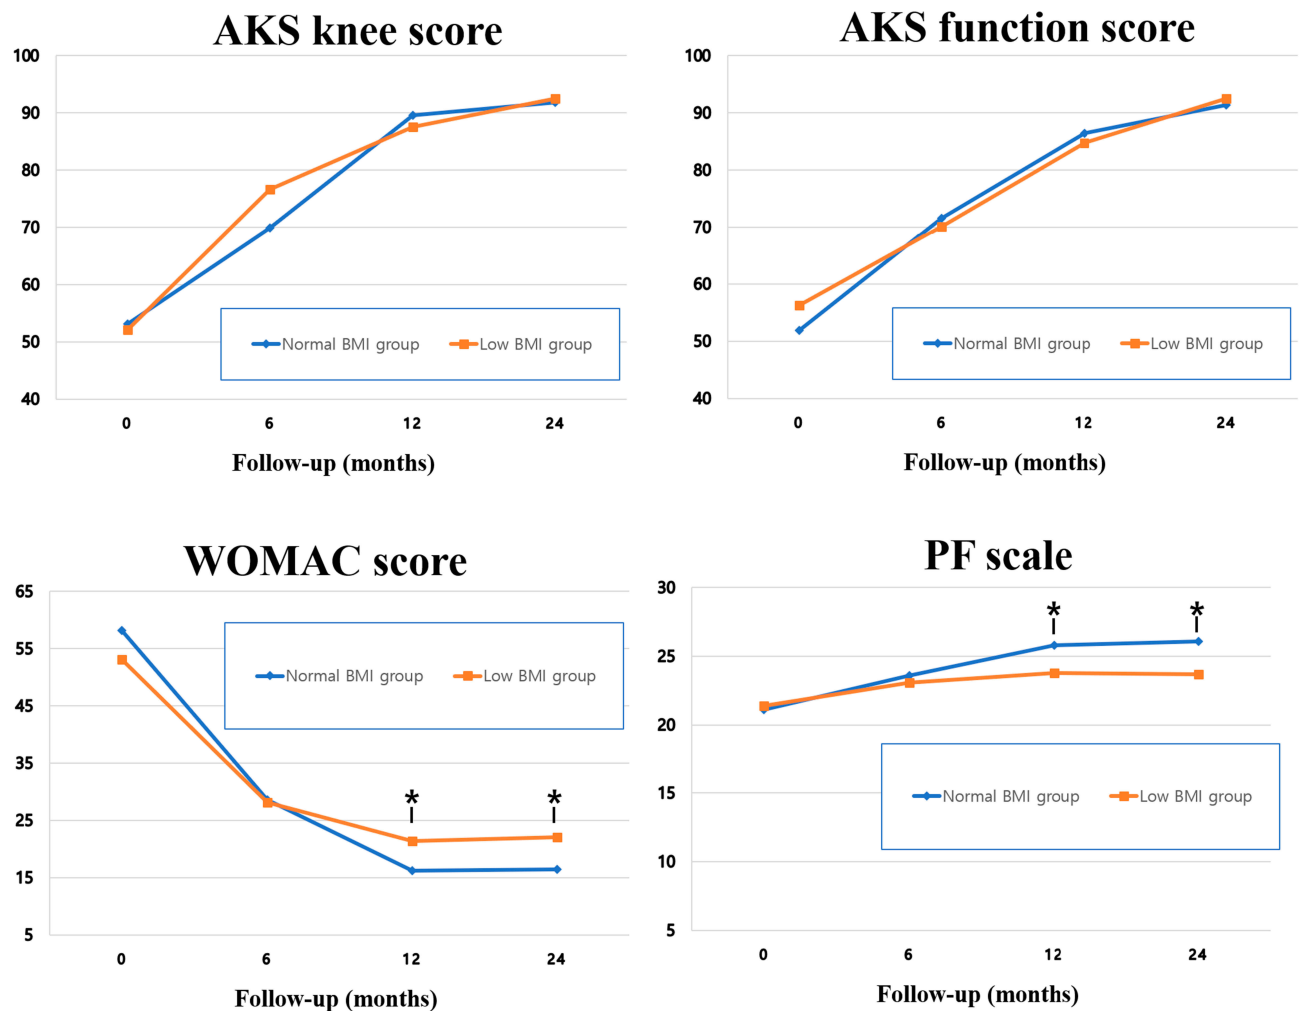 AKS knee score
100
90
80
70
60
50
40
Normal BMI group Low BMI group
0 6 12 24
Follow-up (months)
AKS function score
100
90
80
70
60
50
40
Normal BMI group Low BMI group
0 6 12 24
Follow-up (months)
WOMAC score
65
55
45
35
25
15
5
Normal BMI group Low BMI group
* *
0 6 12 24
Follow-up (months)
PF scale
30
25
20
15
10
5
* *
Normal BMI group Low BMI group
0 6 12 24
Follow-up (months)